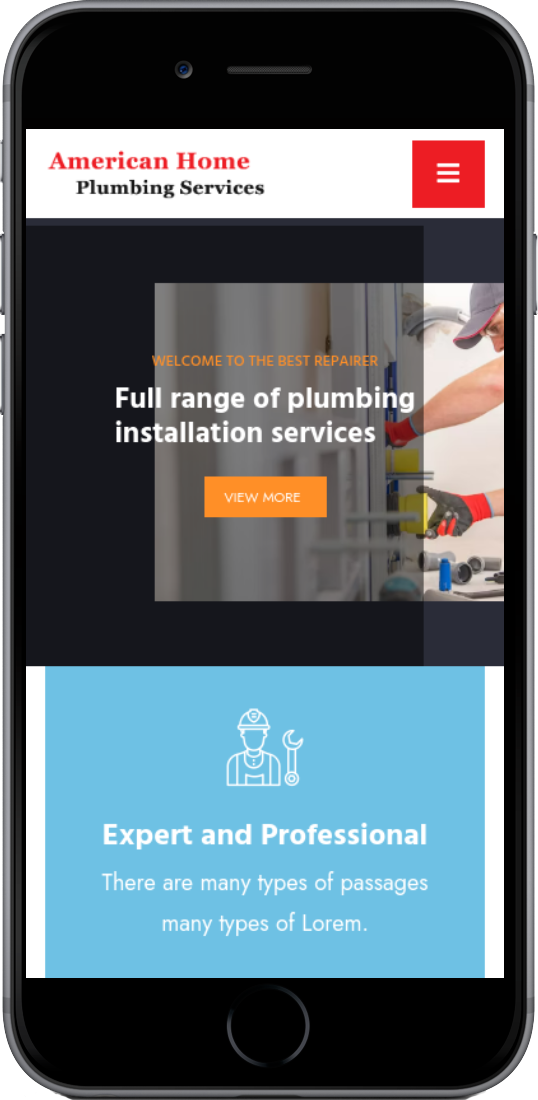 American Home
Plumbing Services
WELCOME TO THE BEST REPAIRER
Full range of plumbing
installation services
VIEW MORE
Expert and Professional
There are many types of passages
many types of Lorem.